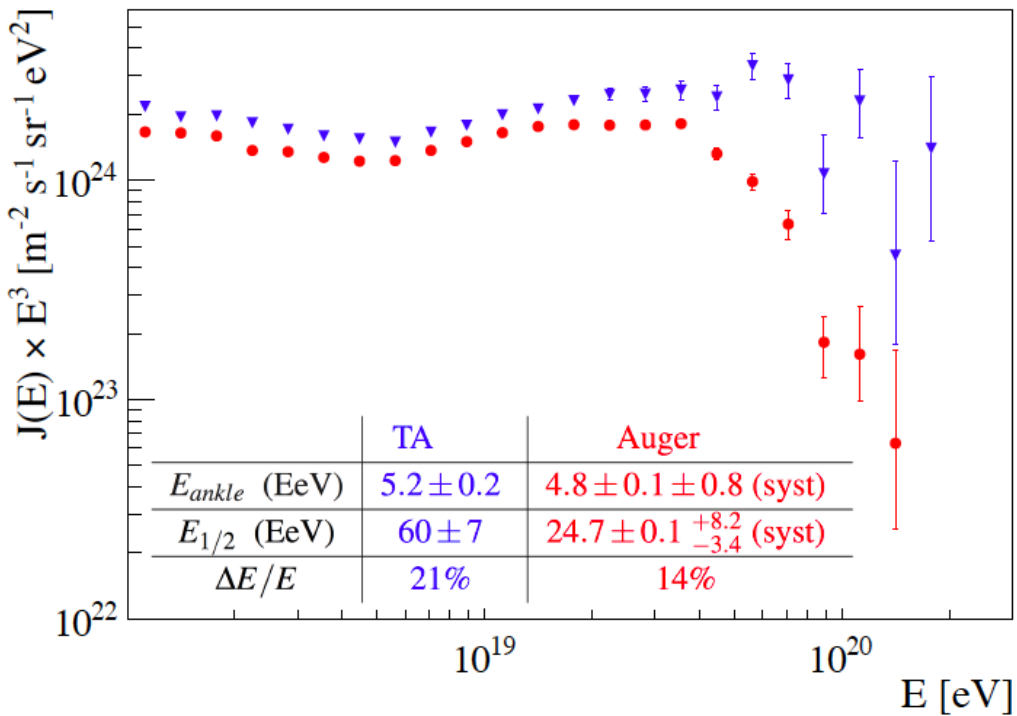 J(E) × E³ [m⁻² s⁻¹ sr⁻¹ eV²]
10²⁴
10²³
10²²
TA Auger
E_ankle (EeV) 5.2 ± 0.2 4.8 ± 0.1 ± 0.8 (syst)
E_1/2 (EeV) 60 ± 7 24.7 ± 0.1 +8.2 −3.4 (syst)
ΔE/E 21% 14%
10¹⁹ 10²⁰
E [eV]